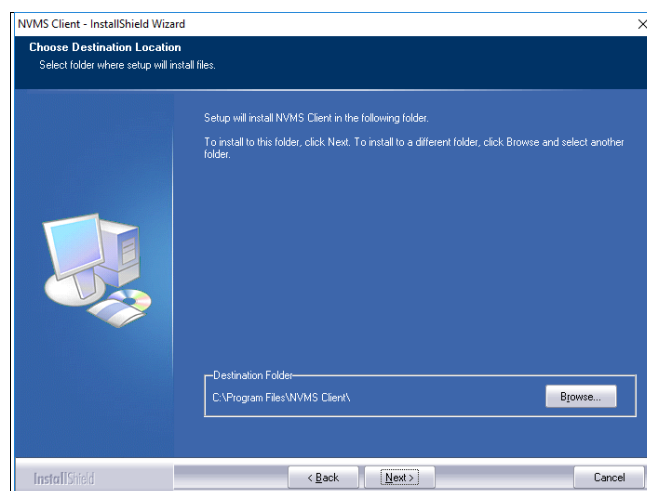 NVMS Client - InstallShield Wizard
Choose Destination Location
Select folder where setup will install files.
Setup will install NVMS Client in the following folder.
To install to this folder, click Next. To install to a different folder, click Browse and select another
folder.
Destination Folder
C:\Program Files\NVMS Client\
Browse...
InstallShield
< Back
Next >
Cancel